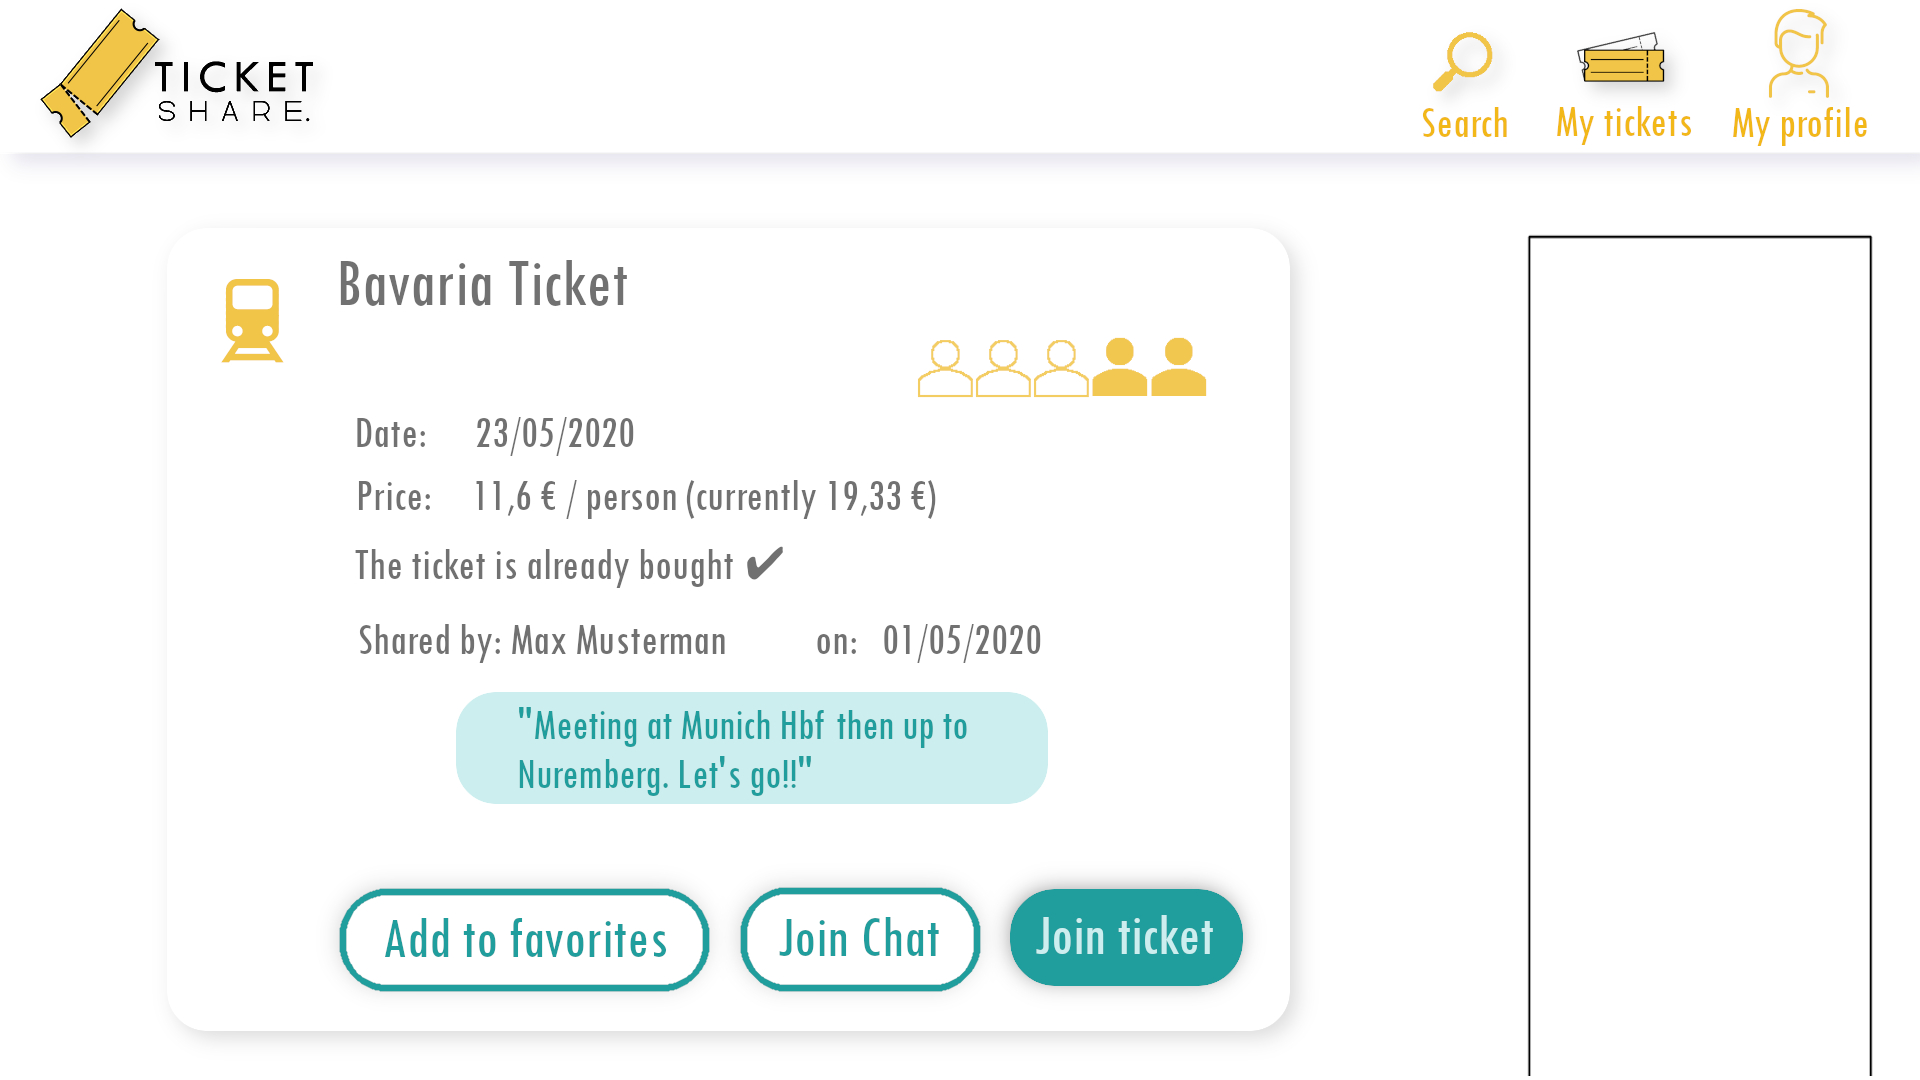 TICKET
SHARE.
Search
My tickets
My profile
Bavaria Ticket
Date: 23/05/2020
Price: 11,6 € / person (currently 19,33 €)
The ticket is already bought ✔
Shared by: Max Musterman on: 01/05/2020
"Meeting at Munich Hbf then up to
Nuremberg. Let's go!!"
Add to favorites
Join Chat
Join ticket